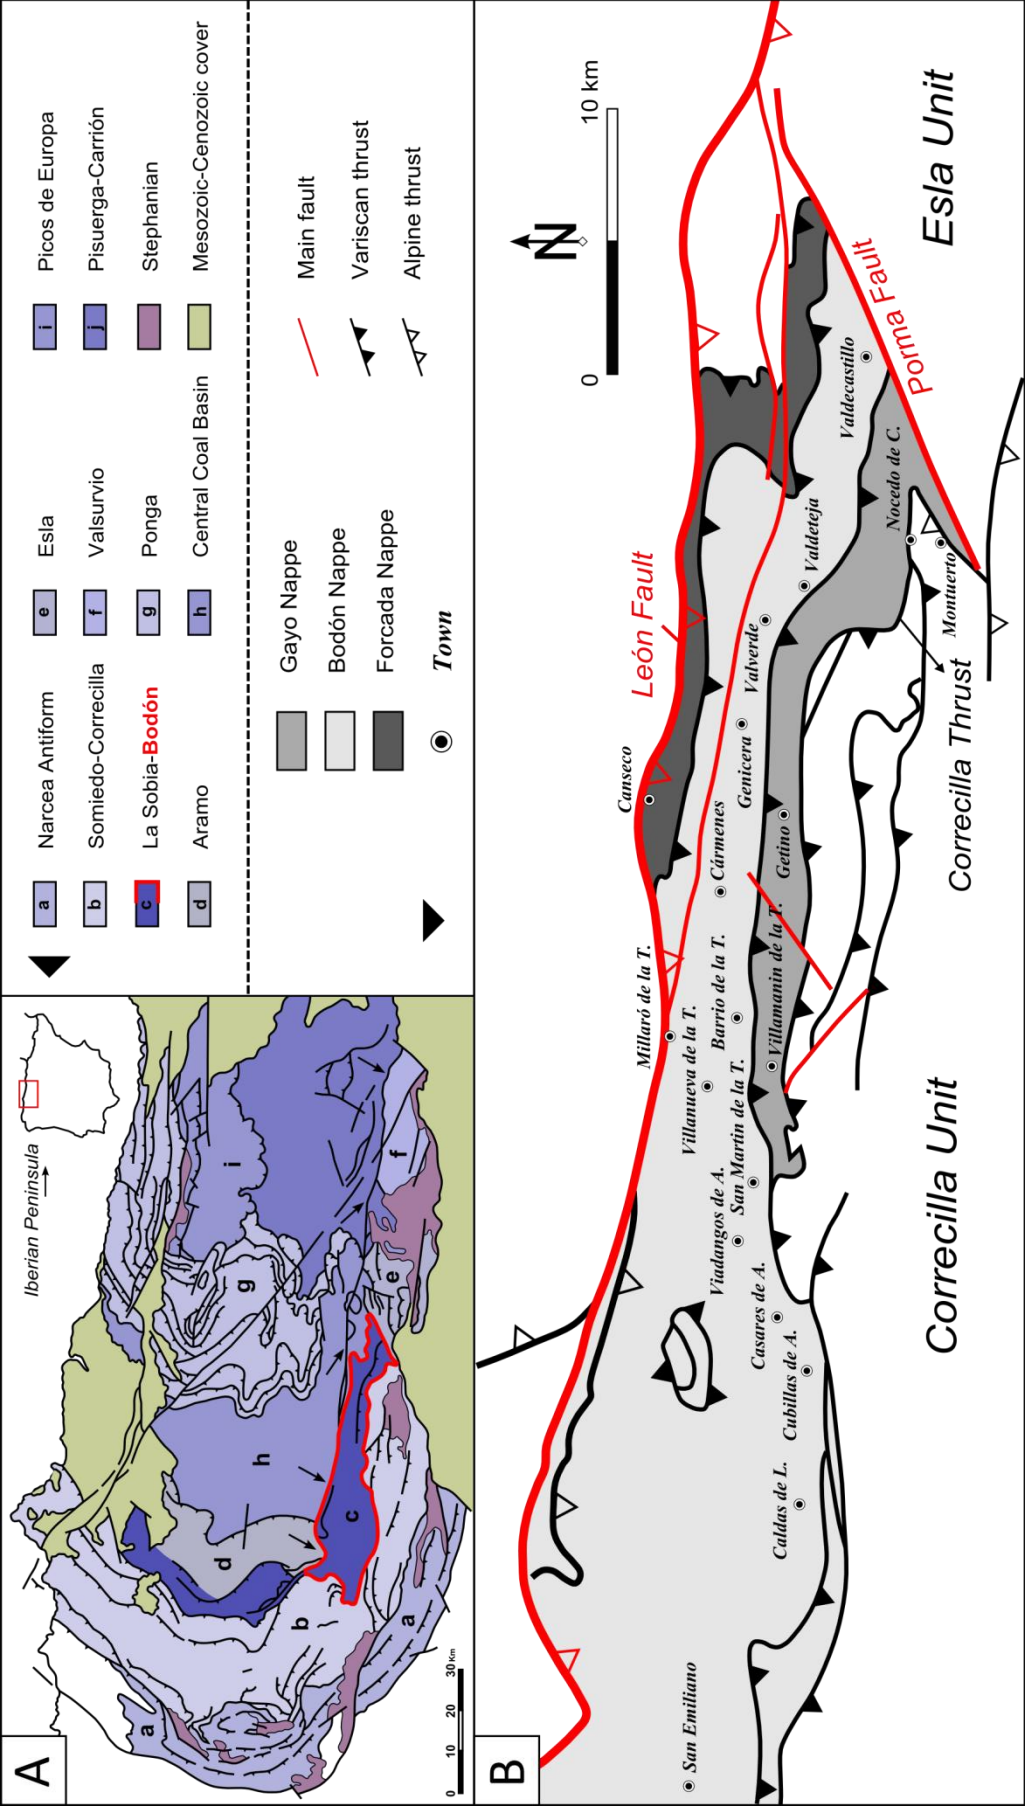 A
Iberian Peninsula
a
a
b
c
d
e
f
g
h
i
0 10 20 30 Km
a Narcea Antiform
b Somiedo-Correcilla
c La Sobia-Bodón
d Aramo
e Esla
f Valsurvio
g Ponga
h Central Coal Basin
i Picos de Europa
j Pisuerga-Carrión
Stephanian
Mesozoic-Cenozoic cover
Gayo Nappe
Bodón Nappe
Forcada Nappe
Town
Main fault
Variscan thrust
Alpine thrust
B
N
0 10 km
León Fault
Canseco
Millaró de la T.
San Emiliano
Villanueva de la T.
Viadangos de A.
Barrio de la T.
Cármenes
San Martin de la T.
Genicera
Valverde
Valdeteja
Valdecastillo
Porma Fault
Casares de A.
Villamanin de la T.
Getino
Cubillas de A.
Caldas de L.
Nocedo de C.
Montuerto
Correcilla Thrust
Correcilla Unit
Esla Unit